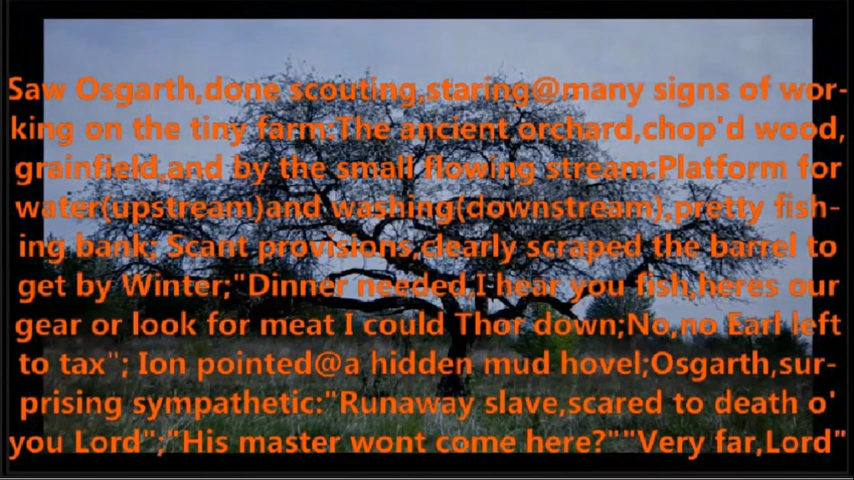 Saw Osgarth,done scouting,staring@many signs of wor-
king on the tiny farm:The ancient orchard,chop'd wood,
grainfield,and by the small flowing stream:Platform for
water(upstream)and washing(downstream),pretty fish-
ing bank; Scant provisions,clearly scraped the barrel to
get by Winter;"Dinner needed,I hear you fish,heres our
gear or look for meat I could Thor down;No,no Earl left
to tax"; Ion pointed@a hidden mud hovel;Osgarth,sur-
prising sympathetic:"Runaway slave,scared to death o'
you Lord";"His master wont come here?""Very far,Lord"